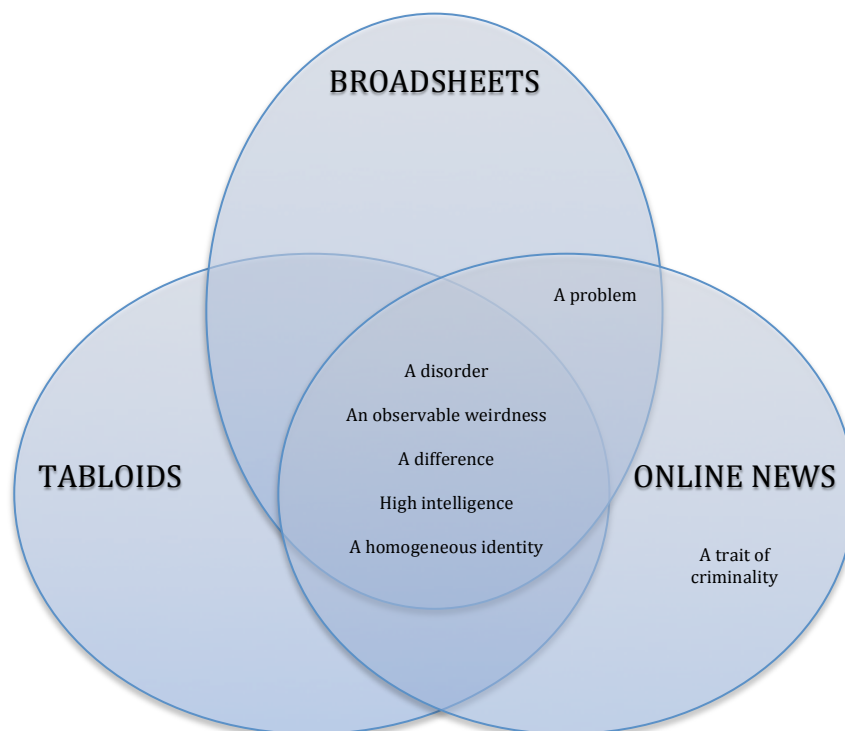 BROADSHEETS
A problem
A disorder
An observable weirdness
A difference
TABLOIDS
ONLINE NEWS
High intelligence
A homogeneous identity
A trait of
criminality